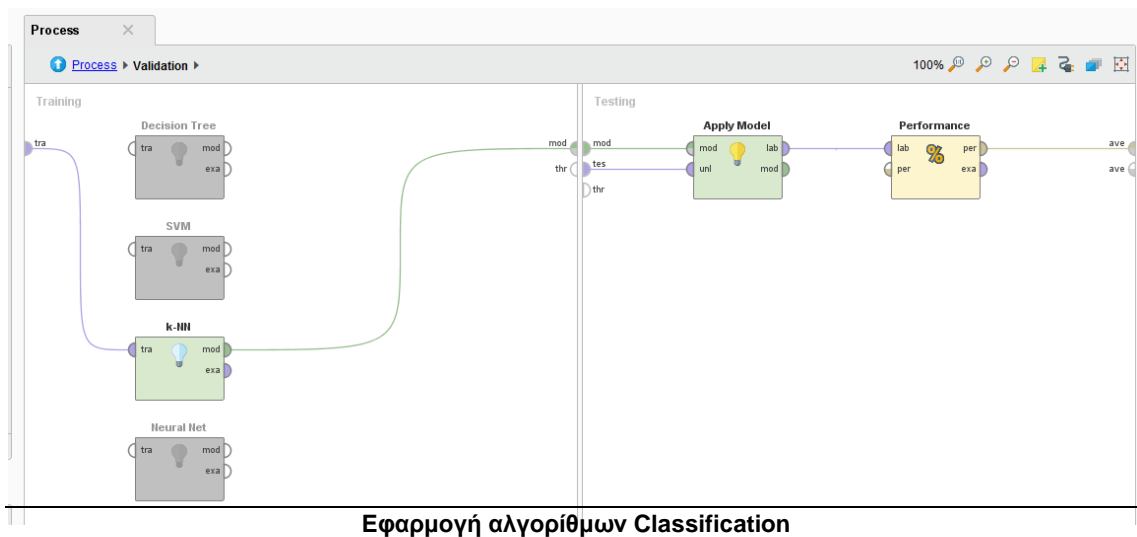 Process
Process Validation
100%
Training
Testing
Decision Tree
tra mod
exa
SVM
tra mod
exa
k-NN
tra mod
exa
Neural Net
tra mod
exa
tra
mod
thr
mod
tes
thr
Apply Model
mod lab
unl mod
Performance
lab % per
per exa
ave
ave
Εφαρμογή αλγορίθμων Classification